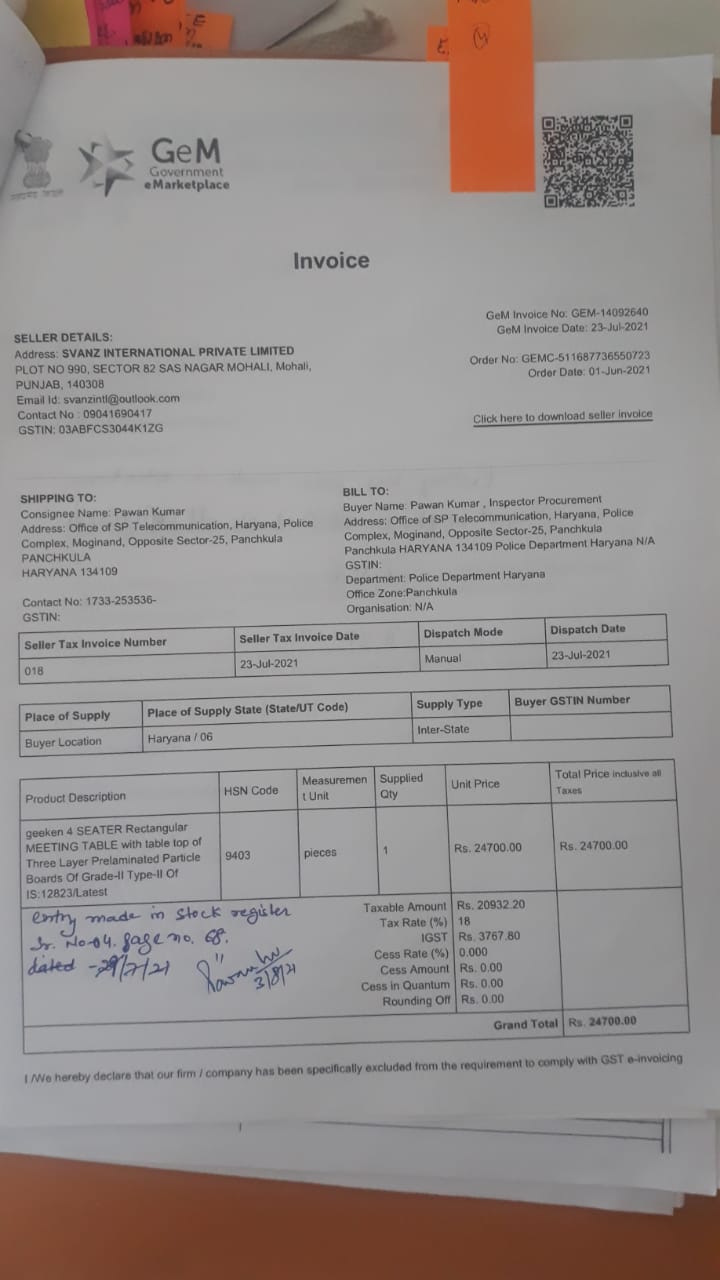 GeM
Government
eMarketplace
Invoice
GeM Invoice No: GEM-14092640
GeM Invoice Date: 23-Jul-2021
Order No: GEMC-511687736550723
Order Date: 01-Jun-2021
Click here to download seller invoice
SELLER DETAILS:
Address: SVANZ INTERNATIONAL PRIVATE LIMITED
PLOT NO 990, SECTOR 82 SAS NAGAR MOHALI, Mohali,
PUNJAB, 140308
Email Id: svanzintl@outlook.com
Contact No : 09041690417
GSTIN: 03ABFCS3044K1ZG
SHIPPING TO:
Consignee Name: Pawan Kumar
Address: Office of SP Telecommunication, Haryana, Police
Complex, Moginand, Opposite Sector-25, Panchkula
PANCHKULA
HARYANA 134109
Contact No: 1733-253536-
GSTIN:
BILL TO:
Buyer Name: Pawan Kumar , Inspector Procurement
Address: Office of SP Telecommunication, Haryana, Police
Complex, Moginand, Opposite Sector-25, Panchkula
Panchkula HARYANA 134109 Police Department Haryana N/A
GSTIN:
Department: Police Department Haryana
Office Zone:Panchkula
Organisation: N/A
Seller Tax Invoice Number Seller Tax Invoice Date Dispatch Mode Dispatch Date
018 23-Jul-2021 Manual 23-Jul-2021
Place of Supply Place of Supply State (State/UT Code) Supply Type Buyer GSTIN Number
Buyer Location Haryana / 06 Inter-State
Product Description HSN Code Measuremen
t Unit Supplied
Qty Unit Price Total Price inclusive all
Taxes
geeken 4 SEATER Rectangular
MEETING TABLE with table top of
Three Layer Prelaminated Particle
Boards Of Grade-II Type-II Of
IS:12823/Latest
9403 pieces 1 Rs. 24700.00 Rs. 24700.00
Taxable Amount Rs. 20932.20
Tax Rate (%) 18
IGST Rs. 3767.80
Cess Rate (%) 0.000
Cess Amount Rs. 0.00
Cess in Quantum Rs. 0.00
Rounding Off Rs. 0.00
entry made in stock register
Sr. No-04. page no. 68.
dated -29/7/21
3/8/21
Grand Total Rs. 24700.00
I /We hereby declare that our firm / company has been specifically excluded from the requirement to comply with GST e-invoicing